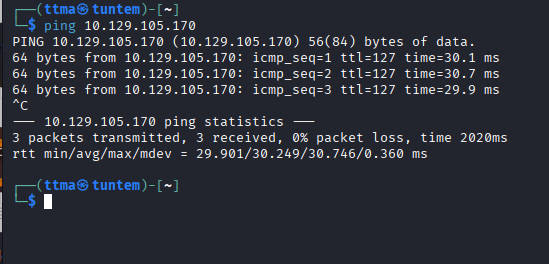 ┌──(ttma㉿tuntem)-[~]
└─$ ping 10.129.105.170
PING 10.129.105.170 (10.129.105.170) 56(84) bytes of data.
64 bytes from 10.129.105.170: icmp_seq=1 ttl=127 time=30.1 ms
64 bytes from 10.129.105.170: icmp_seq=2 ttl=127 time=30.7 ms
64 bytes from 10.129.105.170: icmp_seq=3 ttl=127 time=29.9 ms
^C
--- 10.129.105.170 ping statistics ---
3 packets transmitted, 3 received, 0% packet loss, time 2020ms
rtt min/avg/max/mdev = 29.901/30.249/30.746/0.360 ms
┌──(ttma㉿tuntem)-[~]
└─$